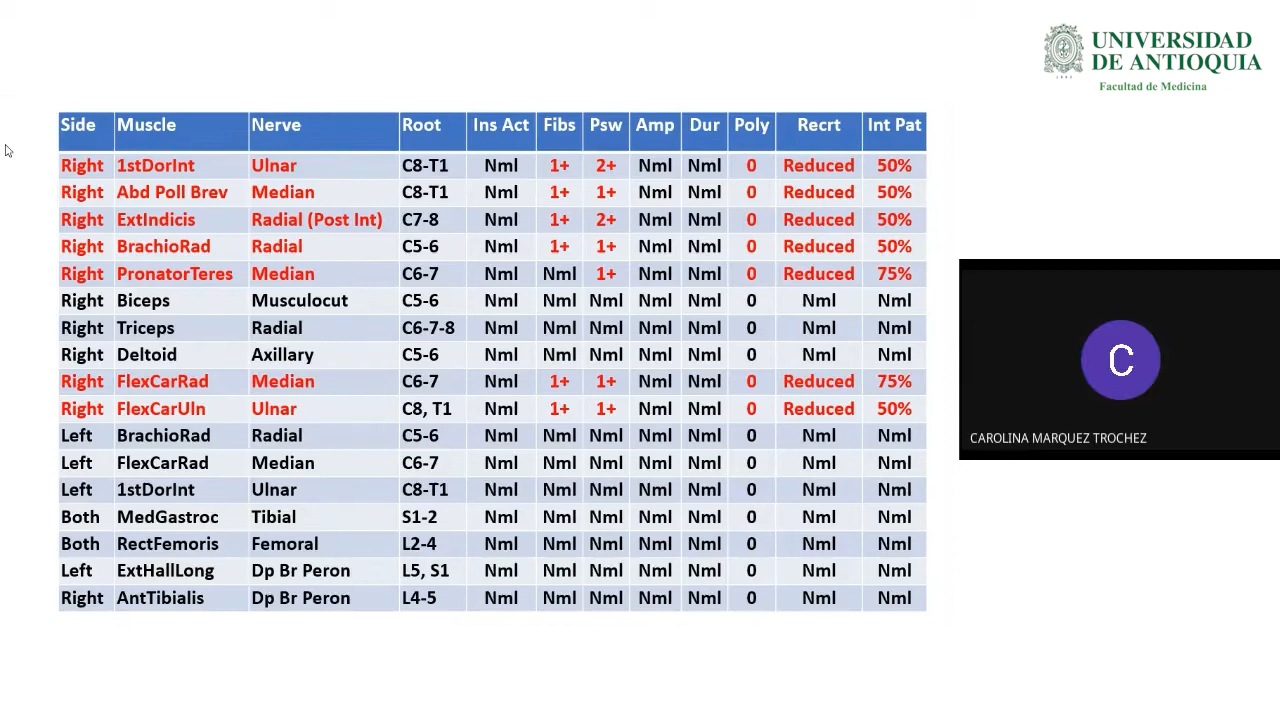 UNIVERSIDAD
DE ANTIOQUIA
Facultad de Medicina
Side Muscle Nerve Root Ins Act Fibs Psw Amp Dur Poly Recrt Int Pat
Right 1stDorInt Ulnar C8-T1 Nml 1+ 2+ Nml Nml 0 Reduced 50%
Right Abd Poll Brev Median C8-T1 Nml 1+ 1+ Nml Nml 0 Reduced 50%
Right ExtIndicis Radial (Post Int) C7-8 Nml 1+ 2+ Nml Nml 0 Reduced 50%
Right BrachioRad Radial C5-6 Nml 1+ 1+ Nml Nml 0 Reduced 50%
Right PronatorTeres Median C6-7 Nml Nml 1+ Nml Nml 0 Reduced 75%
Right Biceps Musculocut C5-6 Nml Nml Nml Nml Nml 0 Nml Nml
Right Triceps Radial C6-7-8 Nml Nml Nml Nml Nml 0 Nml Nml
Right Deltoid Axillary C5-6 Nml Nml Nml Nml Nml 0 Nml Nml
Right FlexCarRad Median C6-7 Nml 1+ 1+ Nml Nml 0 Reduced 75%
Right FlexCarUln Ulnar C8, T1 Nml 1+ 1+ Nml Nml 0 Reduced 50%
Left BrachioRad Radial C5-6 Nml Nml Nml Nml Nml 0 Nml Nml
Left FlexCarRad Median C6-7 Nml Nml Nml Nml Nml 0 Nml Nml
Left 1stDorInt Ulnar C8-T1 Nml Nml Nml Nml Nml 0 Nml Nml
Both MedGastroc Tibial S1-2 Nml Nml Nml Nml Nml 0 Nml Nml
Both RectFemoris Femoral L2-4 Nml Nml Nml Nml Nml 0 Nml Nml
Left ExtHallLong Dp Br Peron L5, S1 Nml Nml Nml Nml Nml 0 Nml Nml
Right AntTibialis Dp Br Peron L4-5 Nml Nml Nml Nml Nml 0 Nml Nml
C
CAROLINA MARQUEZ TROCHEZ